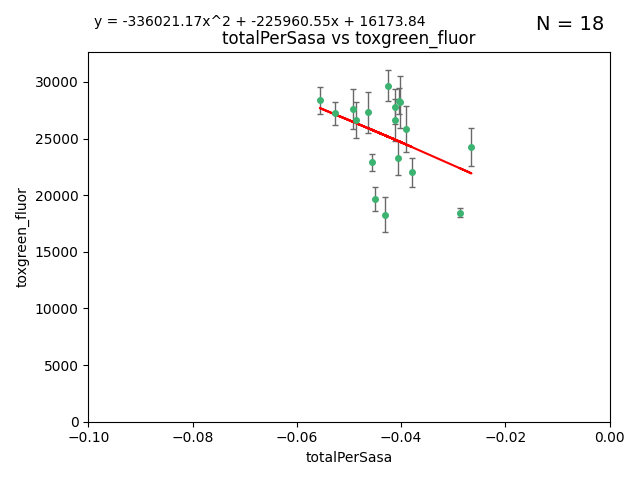 y = -336021.17x^2 + -225960.55x + 16173.84
N = 18
totalPerSasa vs toxgreen_fluor
30000
25000
20000
15000
10000
5000
0
toxgreen_fluor
−0.10
−0.08
−0.06
−0.04
−0.02
0.00
totalPerSasa